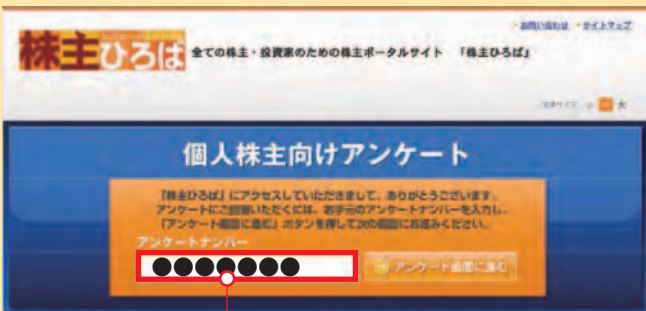 お問い合わせ サイトマップ
株主ひろば 全ての株主・投資家のための株主ポータルサイト 「株主ひろば」
文字サイズ 小 中 大
個人株主向けアンケート
「株主ひろば」にアクセスしていただきまして、ありがとうございます。
アンケートにご回答いただくには、お手元のアンケートナンバーを入力し、
「アンケート画面に進む」ボタンを押して次の画面にお進みください。
アンケートナンバー
●●●●●●● アンケート画面に進む